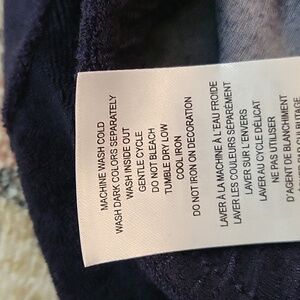 MACHINE WASH COLD
WASH DARK COLORS SEPARATELY
WASH INSIDE OUT
GENTLE CYCLE
DO NOT BLEACH
TUMBLE DRY LOW
COOL IRON
DO NOT IRON ON DECORATION
LAVER À LA MACHINE À L'EAU FROIDE
LAVER LES COULEURS SÉPARÉMENT
LAVER SUR L'ENVERS
LAVER AU CYCLE DÉLICAT
NE PAS UTILISER
D'AGENT DE BLANCHIMENT